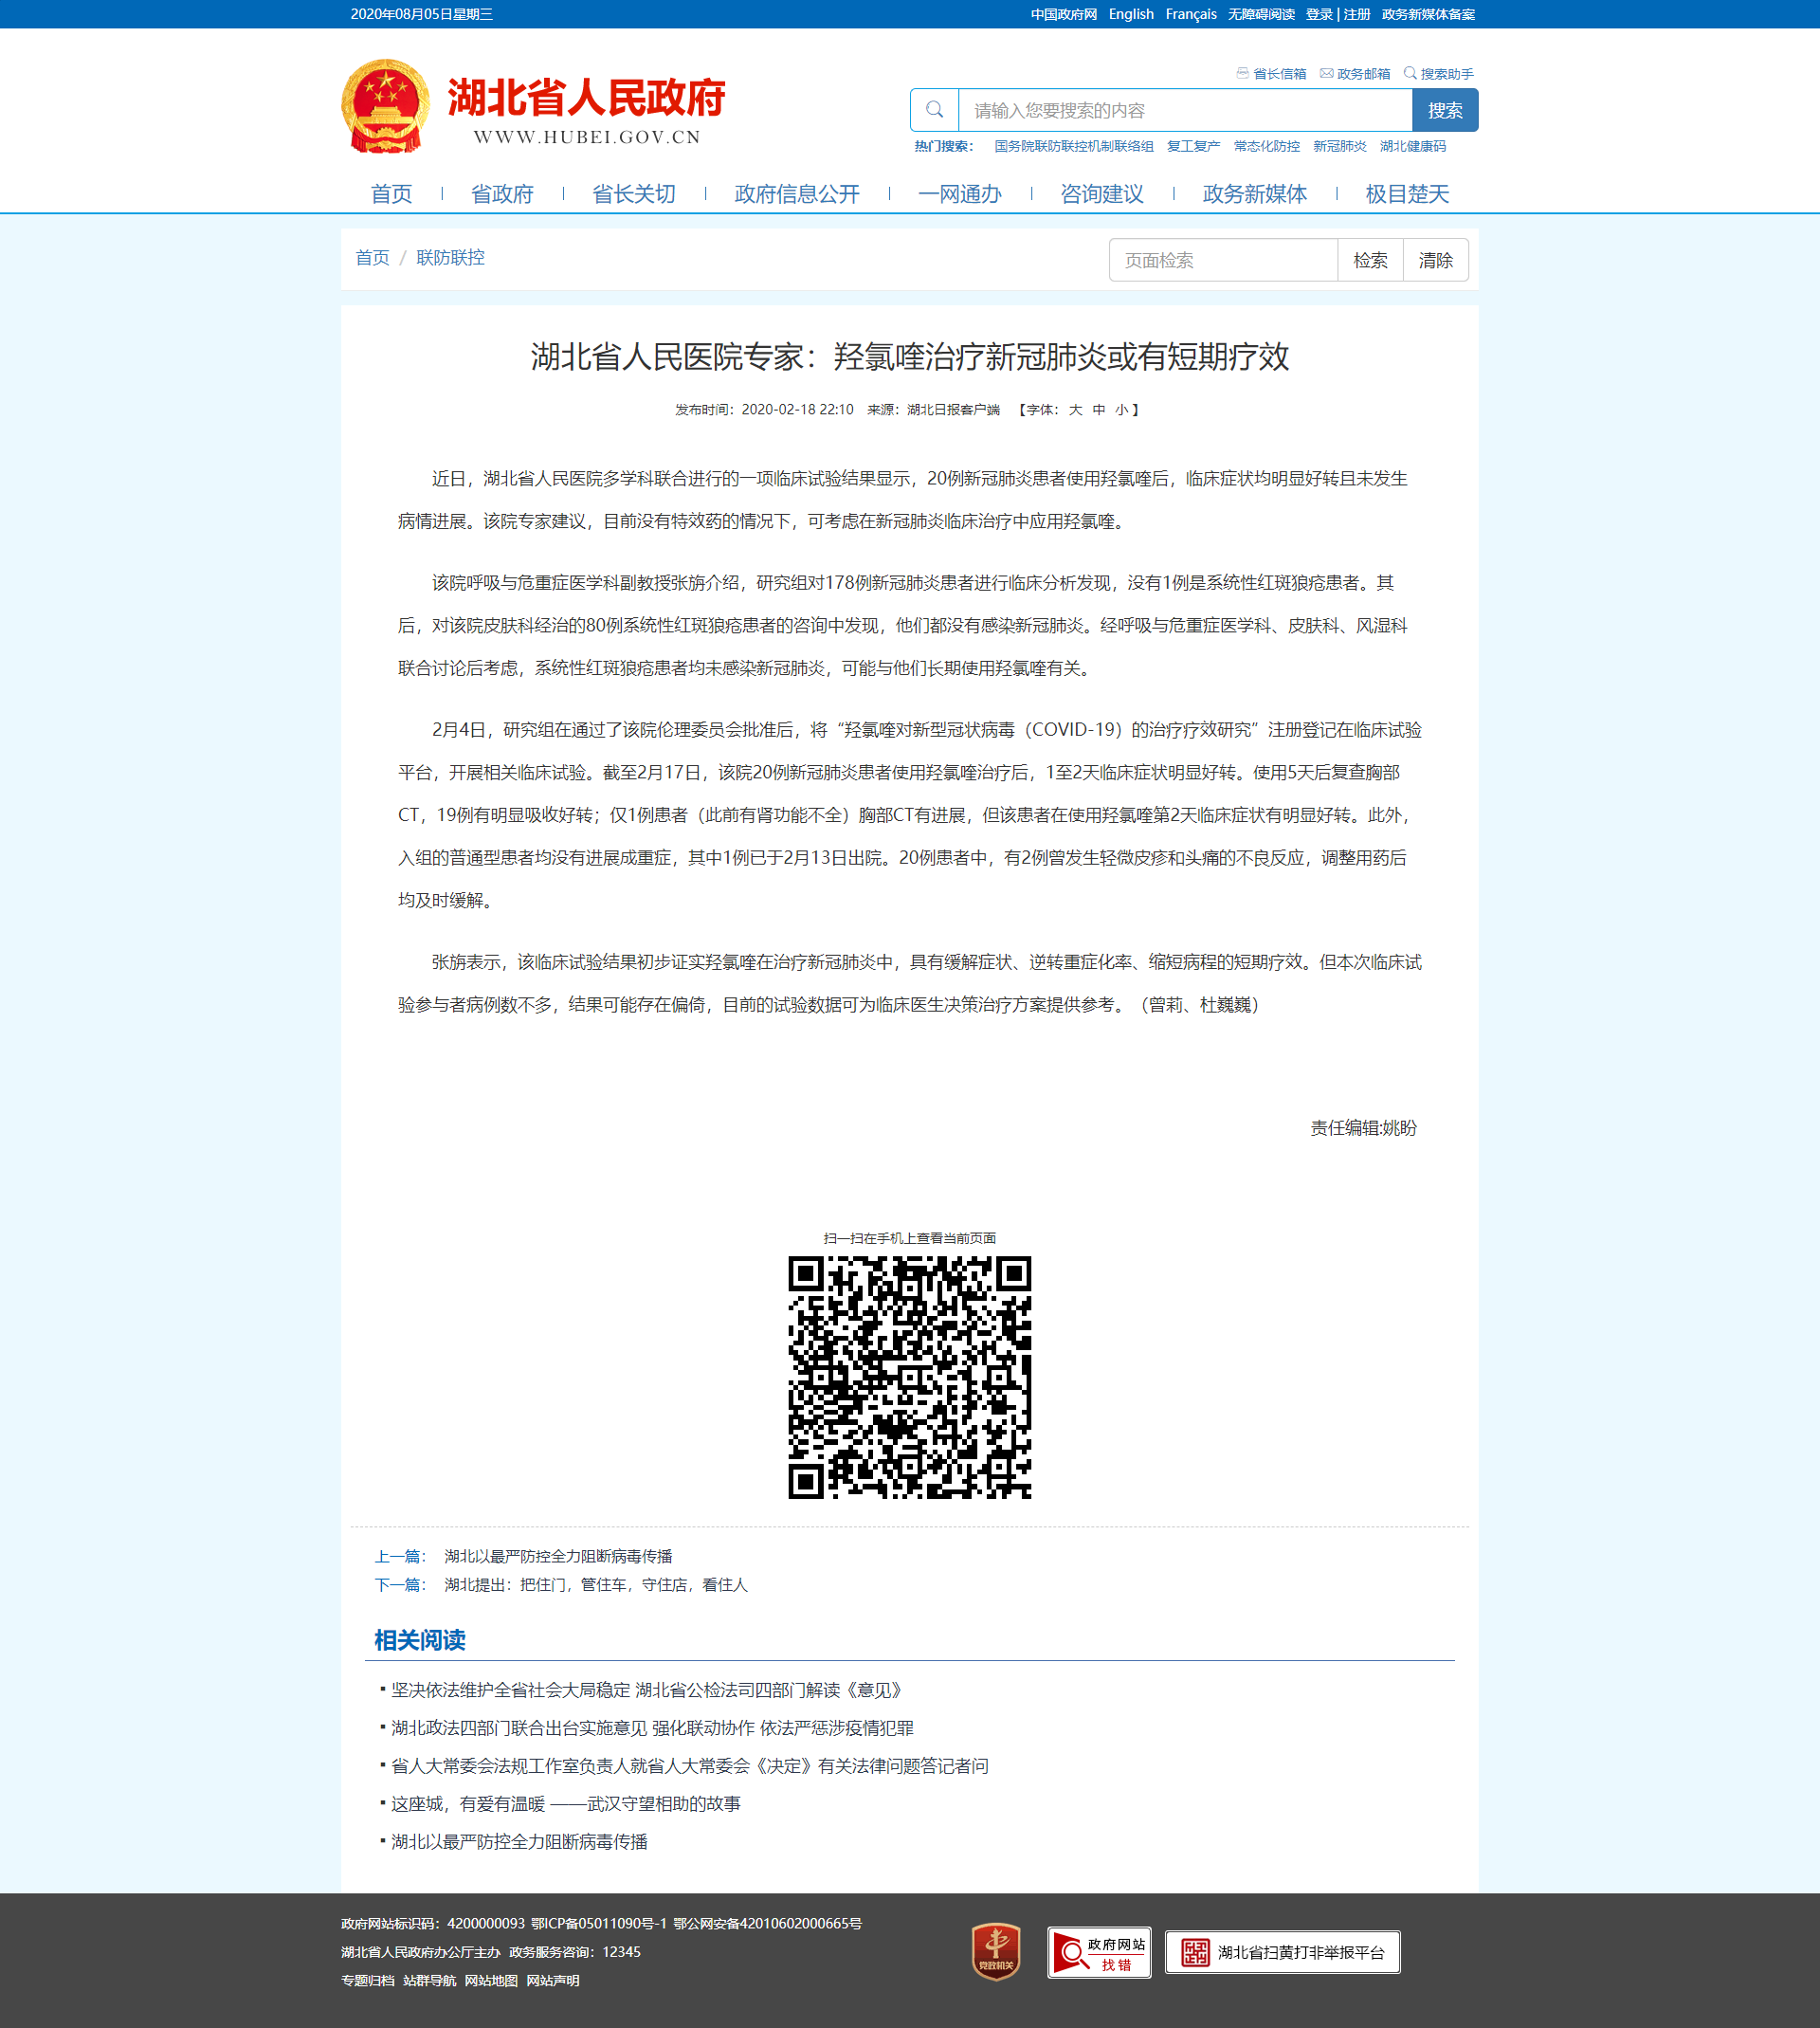 2020年08月05日星期三
中国政府网 English Français 无障碍阅读 登录 | 注册 政务新媒体备案
省长信箱 政务邮箱 搜索助手
湖北省人民政府
WWW.HUBEI.GOV.CN
请输入您要搜索的内容 搜索
热门搜索： 国务院联防联控机制联络组 复工复产 常态化防控 新冠肺炎 湖北健康码
首页 省政府 省长关切 政府信息公开 一网通办 咨询建议 政务新媒体 极目楚天
首页 / 联防联控
页面检索 检索 清除
湖北省人民医院专家：羟氯喹治疗新冠肺炎或有短期疗效
发布时间：2020-02-18 22:10 来源：湖北日报客户端 【字体： 大 中 小 】
近日，湖北省人民医院多学科联合进行的一项临床试验结果显示，20例新冠肺炎患者使用羟氯喹后，临床症状均明显好转且未发生
病情进展。该院专家建议，目前没有特效药的情况下，可考虑在新冠肺炎临床治疗中应用羟氯喹。
该院呼吸与危重症医学科副教授张旃介绍，研究组对178例新冠肺炎患者进行临床分析发现，没有1例是系统性红斑狼疮患者。其
后，对该院皮肤科经治的80例系统性红斑狼疮患者的咨询中发现，他们都没有感染新冠肺炎。经呼吸与危重症医学科、皮肤科、风湿科
联合讨论后考虑，系统性红斑狼疮患者均未感染新冠肺炎，可能与他们长期使用羟氯喹有关。
2月4日，研究组在通过了该院伦理委员会批准后，将“羟氯喹对新型冠状病毒（COVID-19）的治疗疗效研究”注册登记在临床试验
平台，开展相关临床试验。截至2月17日，该院20例新冠肺炎患者使用羟氯喹治疗后，1至2天临床症状明显好转。使用5天后复查胸部
CT，19例有明显吸收好转；仅1例患者（此前有肾功能不全）胸部CT有进展，但该患者在使用羟氯喹第2天临床症状有明显好转。此外，
入组的普通型患者均没有进展成重症，其中1例已于2月13日出院。20例患者中，有2例曾发生轻微皮疹和头痛的不良反应，调整用药后
均及时缓解。
张旃表示，该临床试验结果初步证实羟氯喹在治疗新冠肺炎中，具有缓解症状、逆转重症化率、缩短病程的短期疗效。但本次临床试
验参与者病例数不多，结果可能存在偏倚，目前的试验数据可为临床医生决策治疗方案提供参考。（曾莉、杜巍巍）
责任编辑:姚盼
扫一扫在手机上查看当前页面
上一篇： 湖北以最严防控全力阻断病毒传播
下一篇： 湖北提出：把住门，管住车，守住店，看住人
相关阅读
坚决依法维护全省社会大局稳定 湖北省公检法司四部门解读《意见》
湖北政法四部门联合出台实施意见 强化联动协作 依法严惩涉疫情犯罪
省人大常委会法规工作室负责人就省人大常委会《决定》有关法律问题答记者问
这座城，有爱有温暖 ——武汉守望相助的故事
湖北以最严防控全力阻断病毒传播
政府网站标识码：4200000093 鄂ICP备05011090号-1 鄂公网安备42010602000665号
湖北省人民政府办公厅主办 政务服务咨询：12345
专题归档 站群导航 网站地图 网站声明
党政机关
政府网站
找错
湖北省扫黄打非举报平台